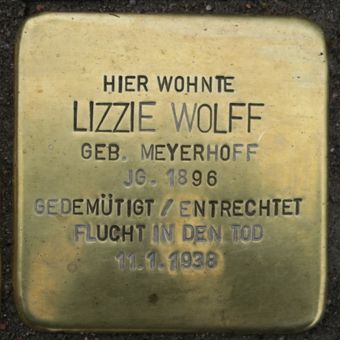 HIER WOHNTE
LIZZIE WOLFF
GEB. MEYERHOFF
JG. 1896
GEDEMÜTIGT / ENTRECHTET
FLUCHT IN DEN TOD
11.1.1938